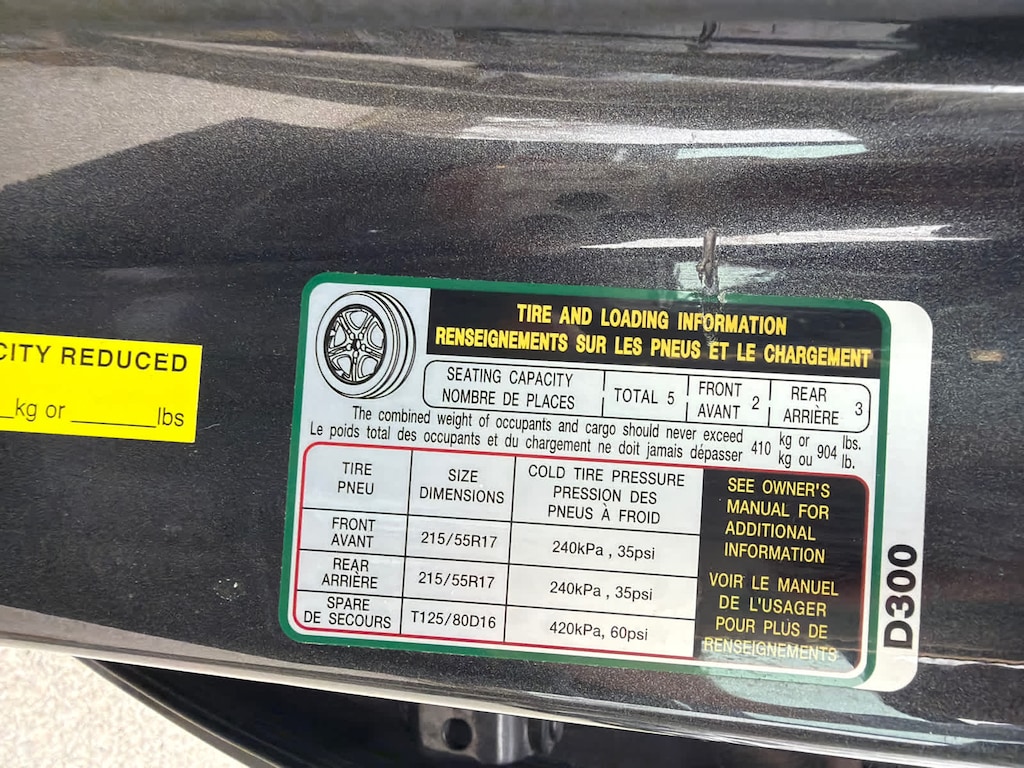 CITY REDUCED
kg or ______lbs
TIRE AND LOADING INFORMATION
RENSEIGNEMENTS SUR LES PNEUS ET LE CHARGEMENT
SEATING CAPACITY
NOMBRE DE PLACES
TOTAL 5
FRONT
AVANT 2
REAR
ARRIÈRE 3
The combined weight of occupants and cargo should never exceed 410 kg or 904 lbs.
Le poids total des occupants et du chargement ne doit jamais dépasser 410 kg ou 904 lb.
TIRE
PNEU
SIZE
DIMENSIONS
COLD TIRE PRESSURE
PRESSION DES
PNEUS À FROID
FRONT
AVANT
215/55R17
240kPa , 35psi
REAR
ARRIÈRE
215/55R17
240kPa , 35psi
SPARE
DE SECOURS
T125/80D16
420kPa, 60psi
SEE OWNER'S
MANUAL FOR
ADDITIONAL
INFORMATION
VOIR LE MANUEL
DE L'USAGER
POUR PLUS DE
RENSEIGNEMENTS
D300